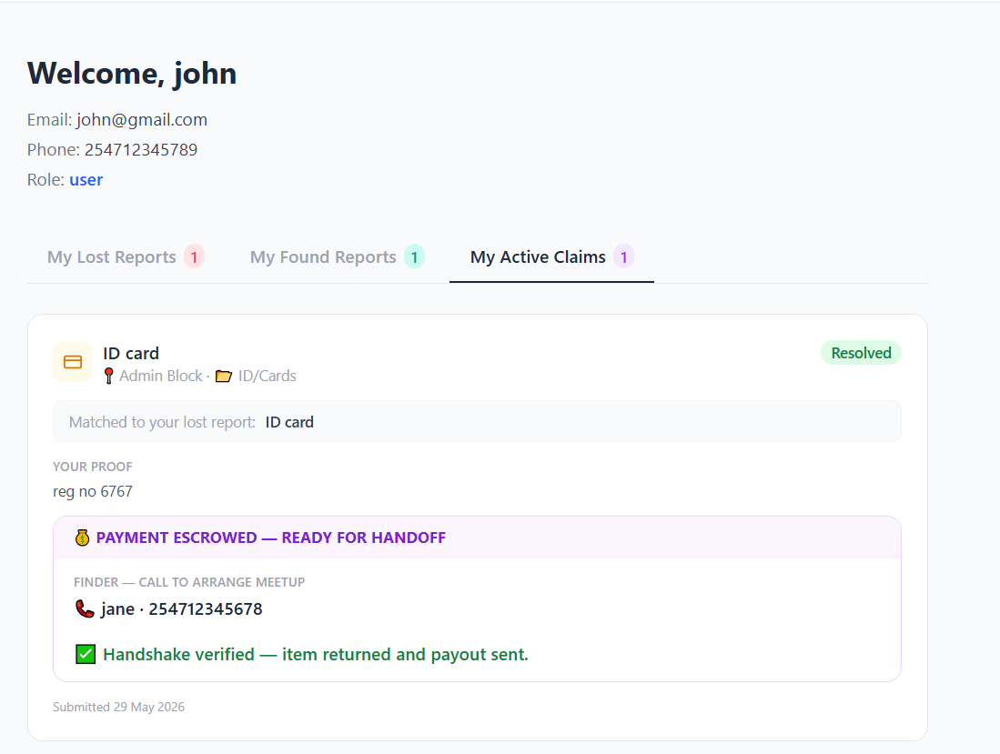 Welcome, john
Email: john@gmail.com
Phone: 254712345789
Role: user
My Lost Reports 1 My Found Reports 1 My Active Claims 1
ID card Resolved
Admin Block · ID/Cards
Matched to your lost report: ID card
YOUR PROOF
reg no 6767
PAYMENT ESCROWED — READY FOR HANDOFF
FINDER — CALL TO ARRANGE MEETUP
jane · 254712345678
Handshake verified — item returned and payout sent.
Submitted 29 May 2026